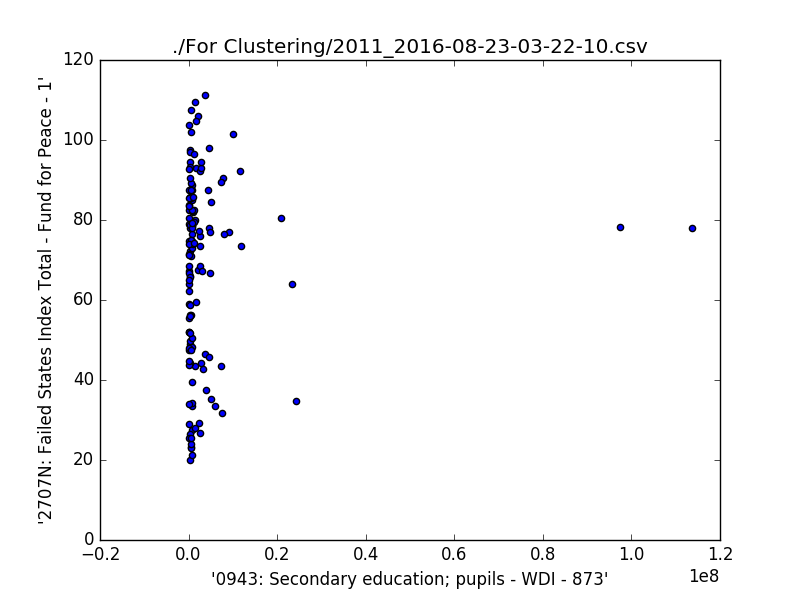 ./For Clustering/2011_2016-08-23-03-22-10.csv
120
100
80
60
40
20
0
'2707N: Failed States Index Total - Fund for Peace - 1'
−0.2 0.0 0.2 0.4 0.6 0.8 1.0 1.2
1e8
'0943: Secondary education; pupils - WDI - 873'